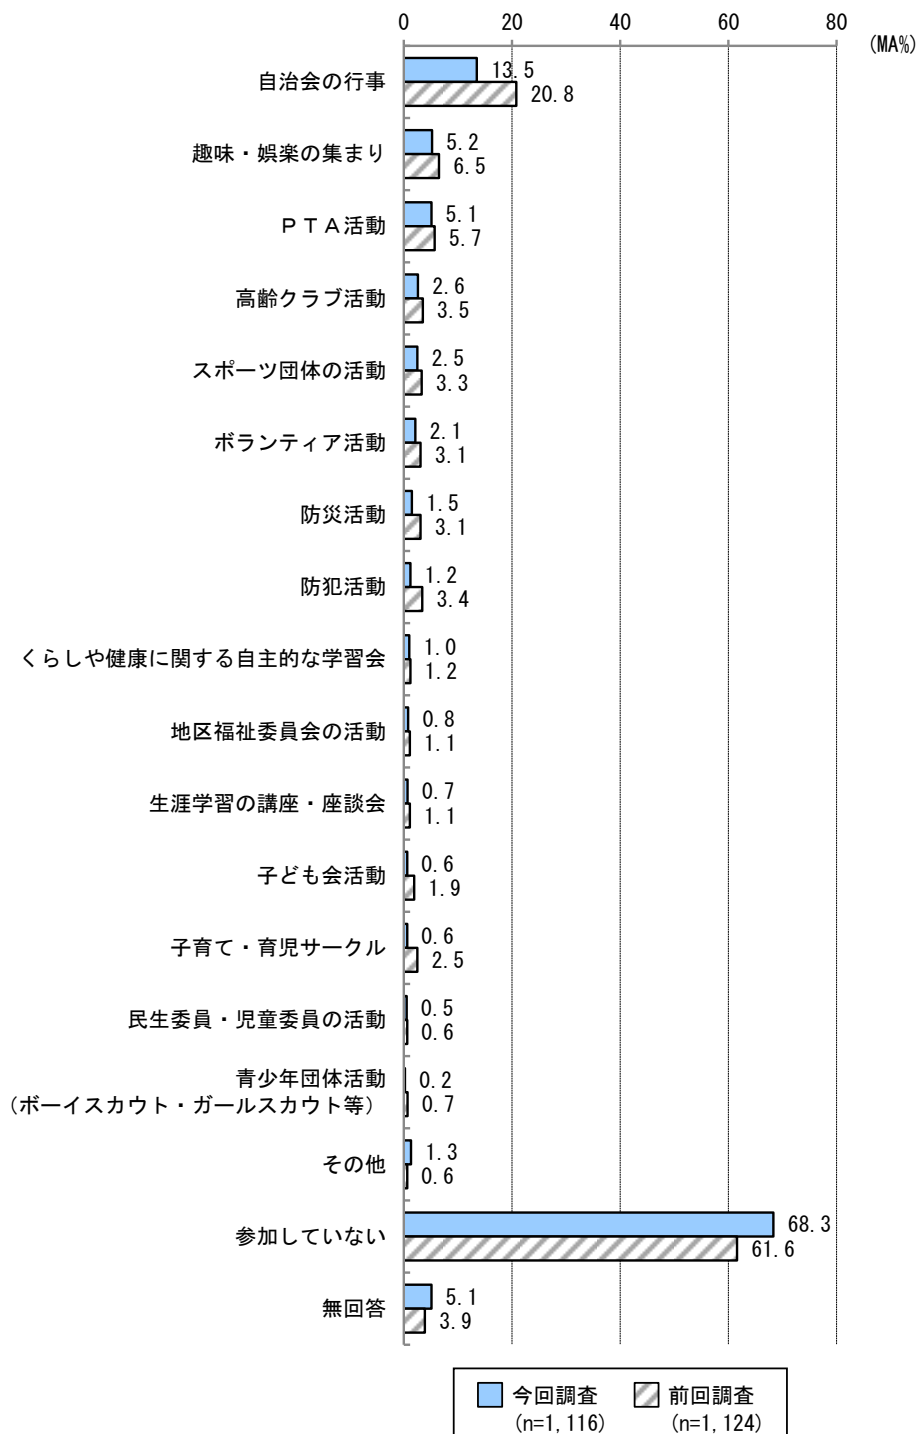 0 20 40 60 80
(MA%)
自治会の行事 13.5
20.8
趣味・娯楽の集まり 5.2
6.5
ＰＴＡ活動 5.1
5.7
高齢クラブ活動 2.6
3.5
スポーツ団体の活動 2.5
3.3
ボランティア活動 2.1
3.1
防災活動 1.5
3.1
防犯活動 1.2
3.4
くらしや健康に関する自主的な学習会 1.0
1.2
地区福祉委員会の活動 0.8
1.1
生涯学習の講座・座談会 0.7
1.1
子ども会活動 0.6
1.9
子育て・育児サークル 0.6
2.5
民生委員・児童委員の活動 0.5
0.6
青少年団体活動 0.2
（ボーイスカウト・ガールスカウト等） 0.7
その他 1.3
0.6
参加していない 68.3
61.6
無回答 5.1
3.9
今回調査 前回調査
(n=1,116) (n=1,124)